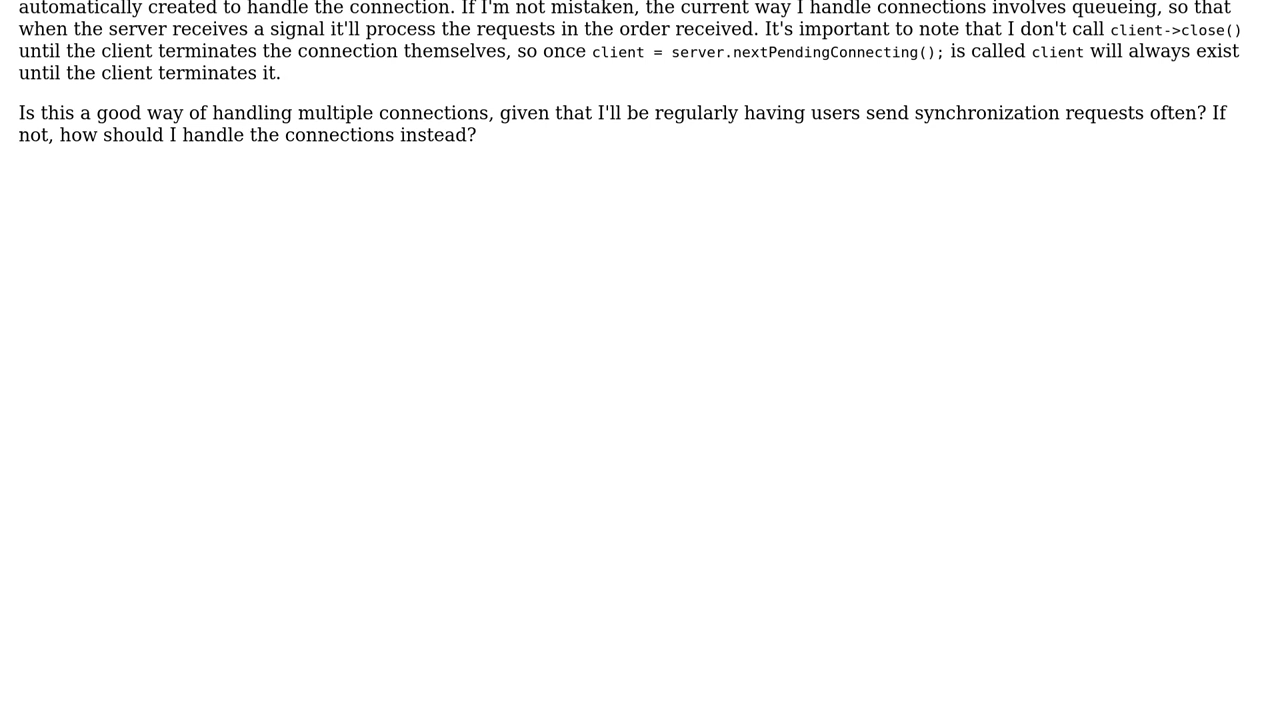 automatically created to handle the connection. If I'm not mistaken, the current way I handle connections involves queueing, so that
when the server receives a signal it'll process the requests in the order received. It's important to note that I don't call client->close()
until the client terminates the connection themselves, so once client = server.nextPendingConnecting(); is called client will always exist
until the client terminates it.
Is this a good way of handling multiple connections, given that I'll be regularly having users send synchronization requests often? If
not, how should I handle the connections instead?